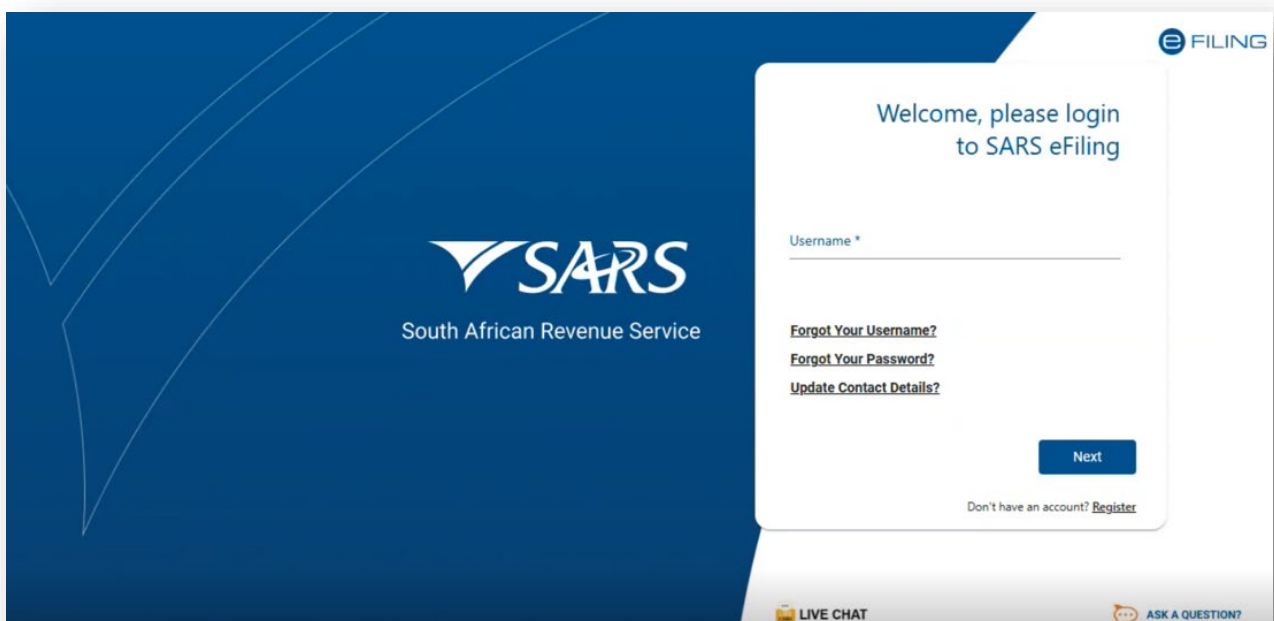 e FILING
Welcome, please login
to SARS eFiling
Username *
SARS
South African Revenue Service
Forgot Your Username?
Forgot Your Password?
Update Contact Details?
Next
Don't have an account? Register
LIVE CHAT
ASK A QUESTION?